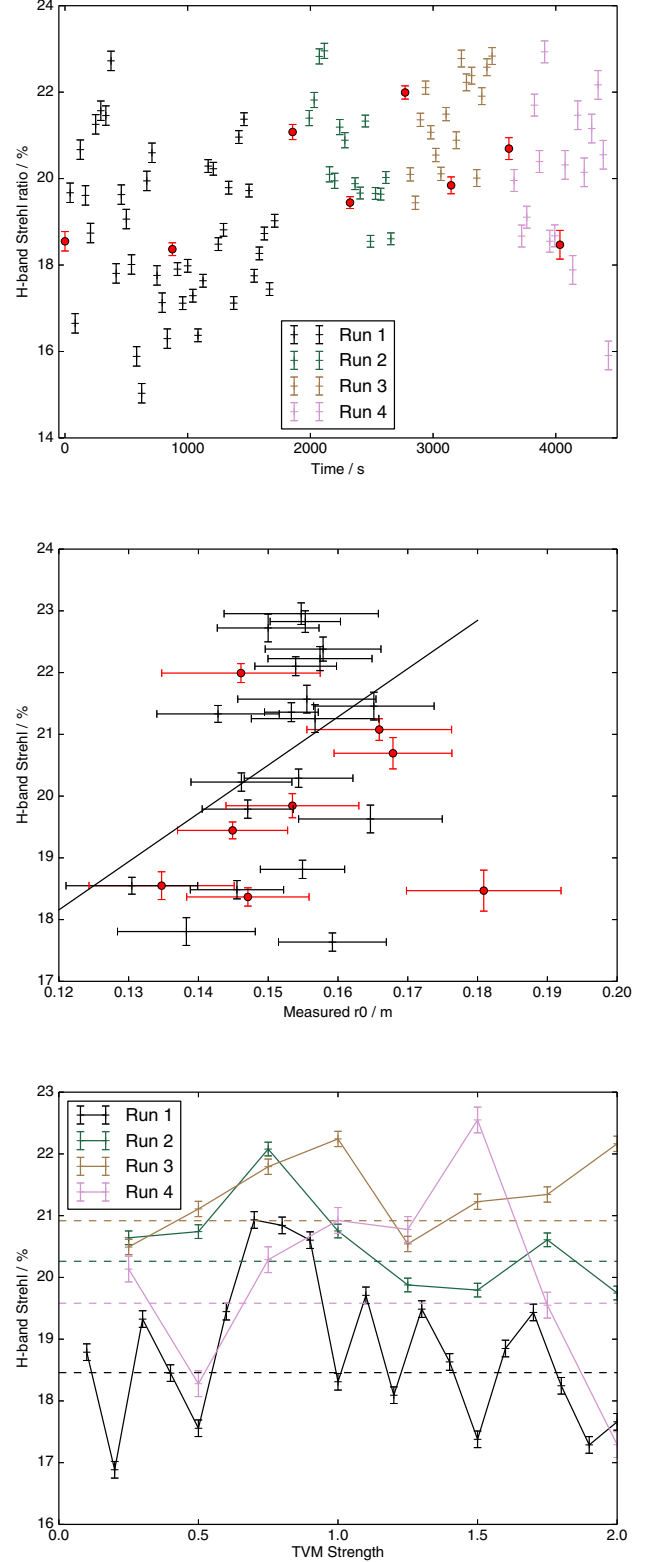 24
22
20
18
16
14
H-band Strehl ratio / %
Run 1
Run 2
Run 3
Run 4
0 1000 2000 3000 4000
Time / s
24
23
22
21
20
19
18
17
H-band Strehl / %
0.12 0.13 0.14 0.15 0.16 0.17 0.18 0.19 0.20
Measured r0 / m
23
22
21
20
19
18
17
16
H-band Strehl / %
Run 1
Run 2
Run 3
Run 4
0.0 0.5 1.0 1.5 2.0
TVM Strength